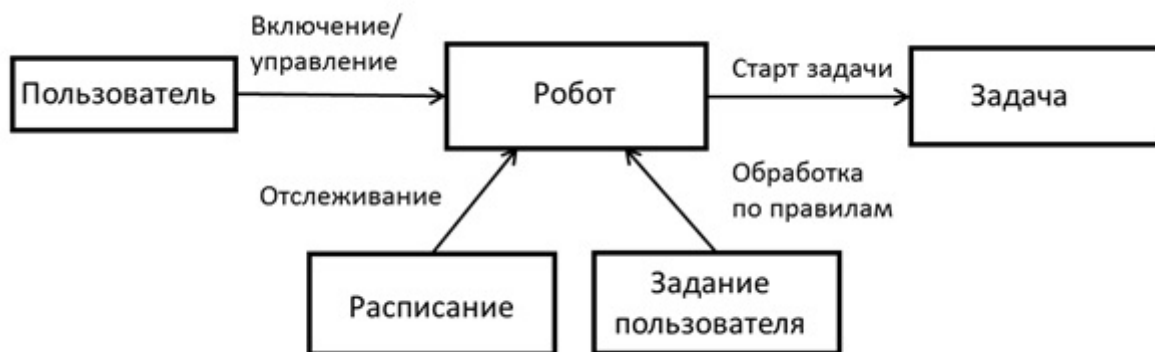 Включение/
управление
Пользователь
Робот
Старт задачи
Задача
Отслеживание
Обработка
по правилам
Расписание
Задание
пользователя